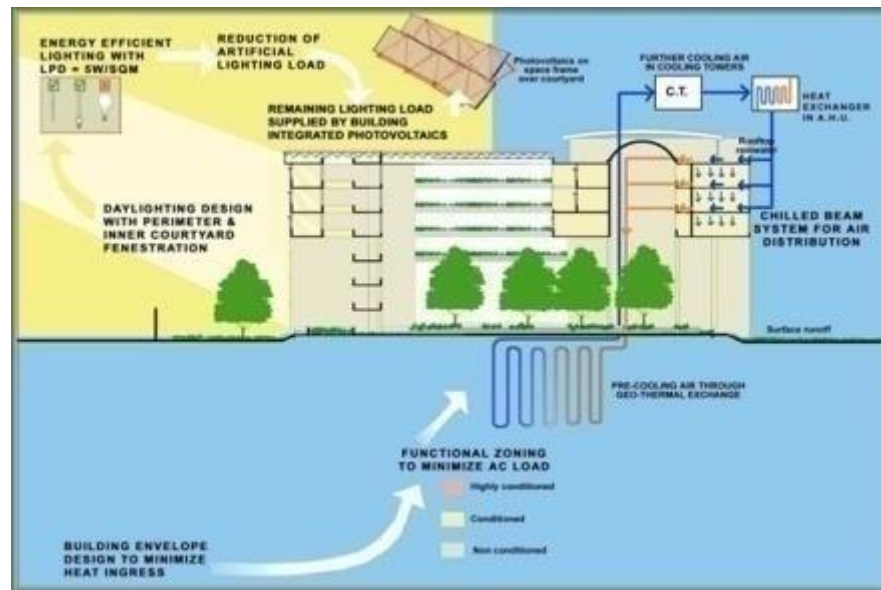 ENERGY EFFICIENT
LIGHTING WITH
LPD = 5W/SQM
REDUCTION OF
ARTIFICIAL
LIGHTING LOAD
Photovoltaics on
space frame
over courtyard
REMAINING LIGHTING LOAD
SUPPLIED BY BUILDING
INTEGRATED PHOTOVOLTAICS
FURTHER COOLING AIR
IN COOLING TOWERS
C.T.
HEAT
EXCHANGER
IN A.H.U.
Rooftop
rainwater
DAYLIGHTING DESIGN
WITH PERIMETER &
INNER COURTYARD
FENESTRATION
CHILLED BEAM
SYSTEM FOR AIR
DISTRIBUTION
Surface runoff
PRE-COOLING AIR THROUGH
GEO-THERMAL EXCHANGE
FUNCTIONAL ZONING
TO MINIMIZE AC LOAD
Highly conditioned
Conditioned
Non conditioned
BUILDING ENVELOPE
DESIGN TO MINIMIZE
HEAT INGRESS